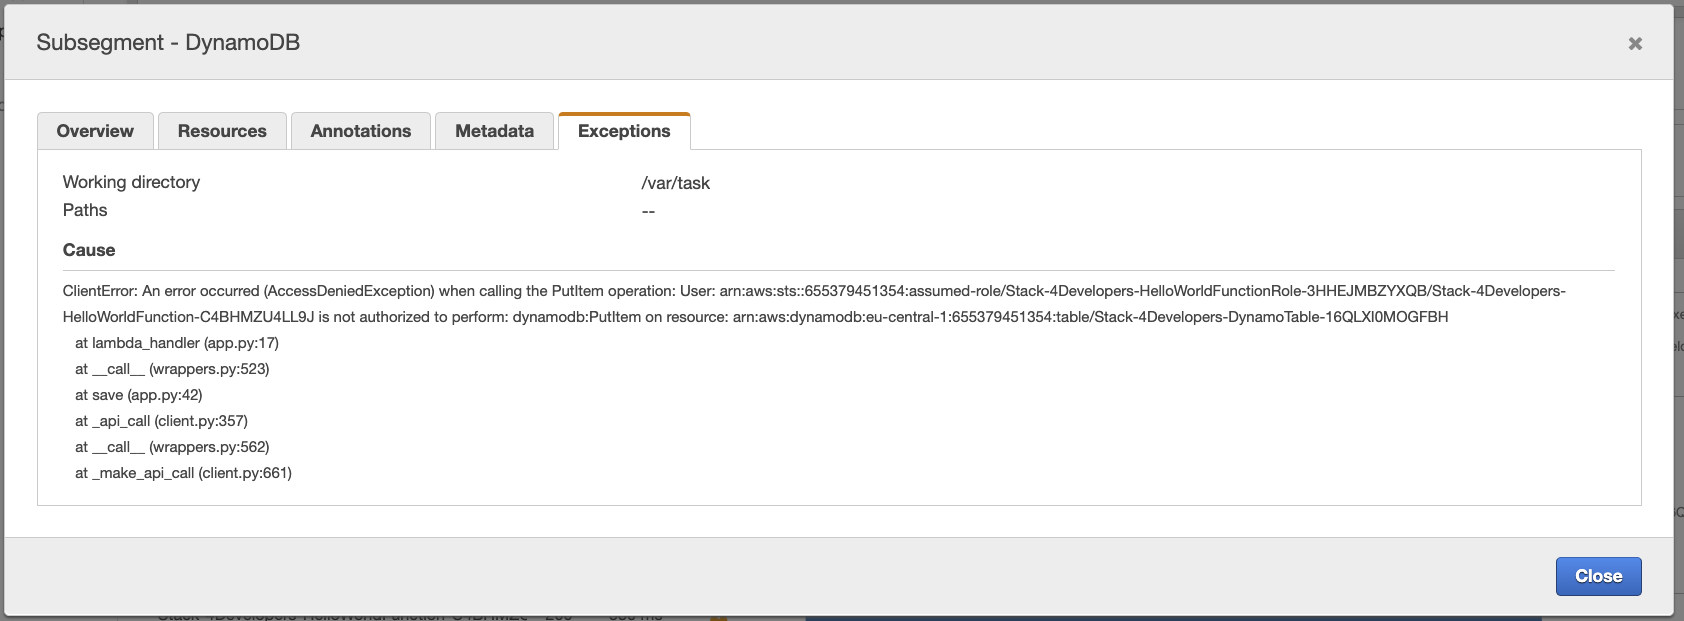 Subsegment - DynamoDB
Overview
Resources
Annotations
Metadata
Exceptions
Working directory
/var/task
Paths
--
Cause
ClientError: An error occurred (AccessDeniedException) when calling the PutItem operation: User: arn:aws:sts::655379451354:assumed-role/Stack-4Developers-HelloWorldFunctionRole-3HHEJMBZYXQB/Stack-4Developers-
HelloWorldFunction-C4BHMZU4LL9J is not authorized to perform: dynamodb:PutItem on resource: arn:aws:dynamodb:eu-central-1:655379451354:table/Stack-4Developers-DynamoTable-16QLXI0MOGFBH
at lambda_handler (app.py:17)
at __call__ (wrappers.py:523)
at save (app.py:42)
at _api_call (client.py:357)
at __call__ (wrappers.py:562)
at _make_api_call (client.py:661)
Close